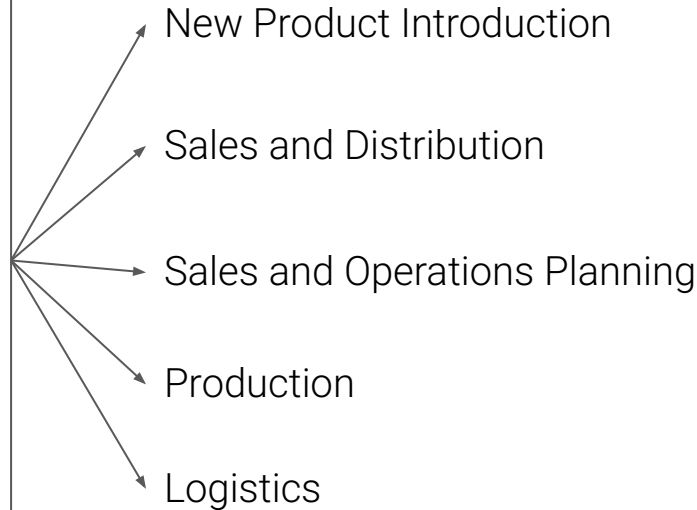 New Product Introduction
Sales and Distribution
Sales and Operations Planning
Production
Logistics